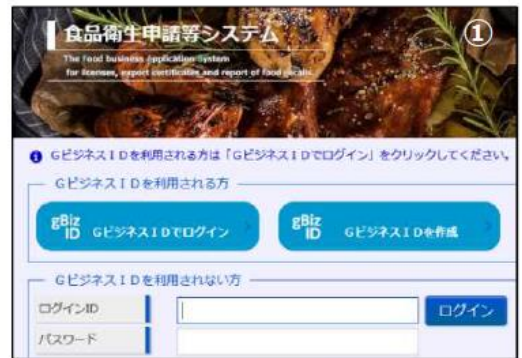 食品衛生申請等システム
①
The food business application system
for licenses, export certificates and report of food recalls
GビジネスIDを利用される方は「GビジネスIDでログイン」をクリックしてください。
GビジネスIDを利用される方
gBiz
ID GビジネスIDでログイン
gBiz
ID GビジネスIDを作成
GビジネスIDを利用されない方
ログインID
ログイン
パスワード